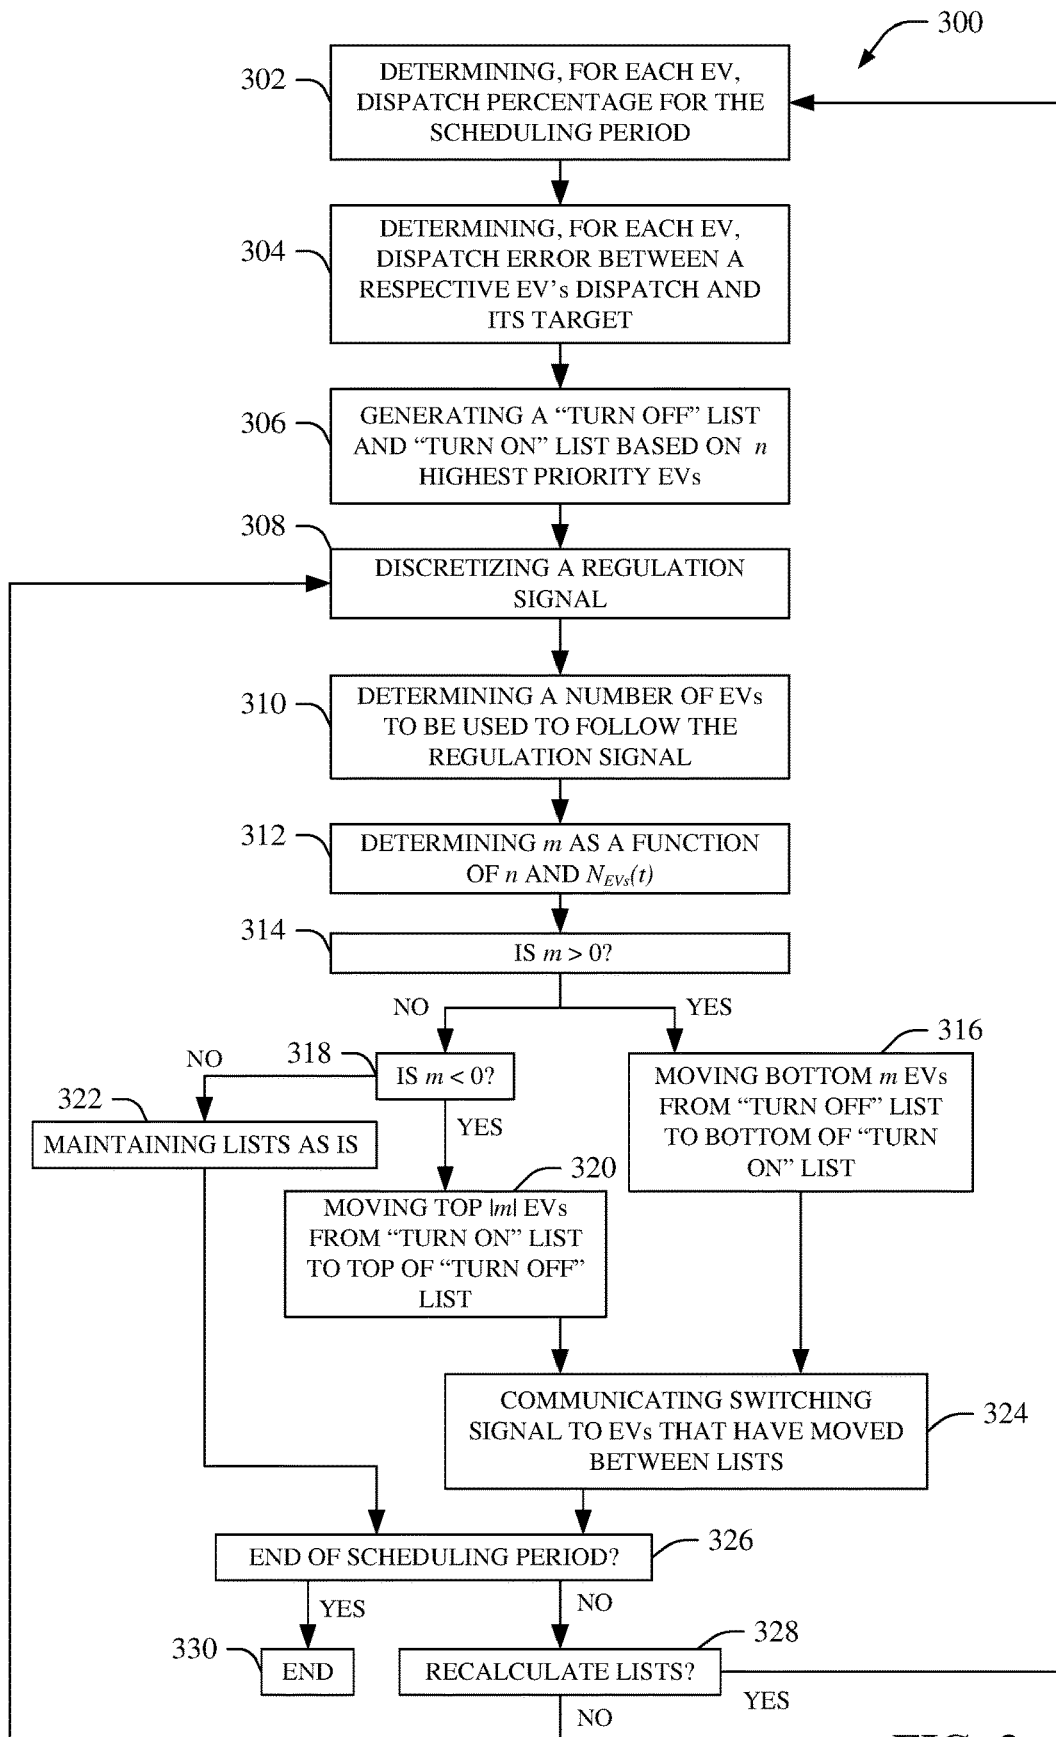 300
302
DETERMINING, FOR EACH EV,
DISPATCH PERCENTAGE FOR THE
SCHEDULING PERIOD
304
DETERMINING, FOR EACH EV,
DISPATCH ERROR BETWEEN A
RESPECTIVE EV's DISPATCH AND
ITS TARGET
306
GENERATING A “TURN OFF” LIST
AND “TURN ON” LIST BASED ON n
HIGHEST PRIORITY EVs
308
DISCRETIZING A REGULATION
SIGNAL
310
DETERMINING A NUMBER OF EVs
TO BE USED TO FOLLOW THE
REGULATION SIGNAL
312
DETERMINING m AS A FUNCTION
OF n AND NEVs(t)
314
IS m > 0?
NO
YES
318
IS m < 0?
NO
YES
316
MOVING BOTTOM m EVs
FROM “TURN OFF” LIST
TO BOTTOM OF “TURN
ON” LIST
322
MAINTAINING LISTS AS IS
320
MOVING TOP |m| EVs
FROM “TURN ON” LIST
TO TOP OF “TURN OFF”
LIST
324
COMMUNICATING SWITCHING
SIGNAL TO EVs THAT HAVE MOVED
BETWEEN LISTS
326
END OF SCHEDULING PERIOD?
YES
NO
330
END
328
RECALCULATE LISTS?
YES
NO